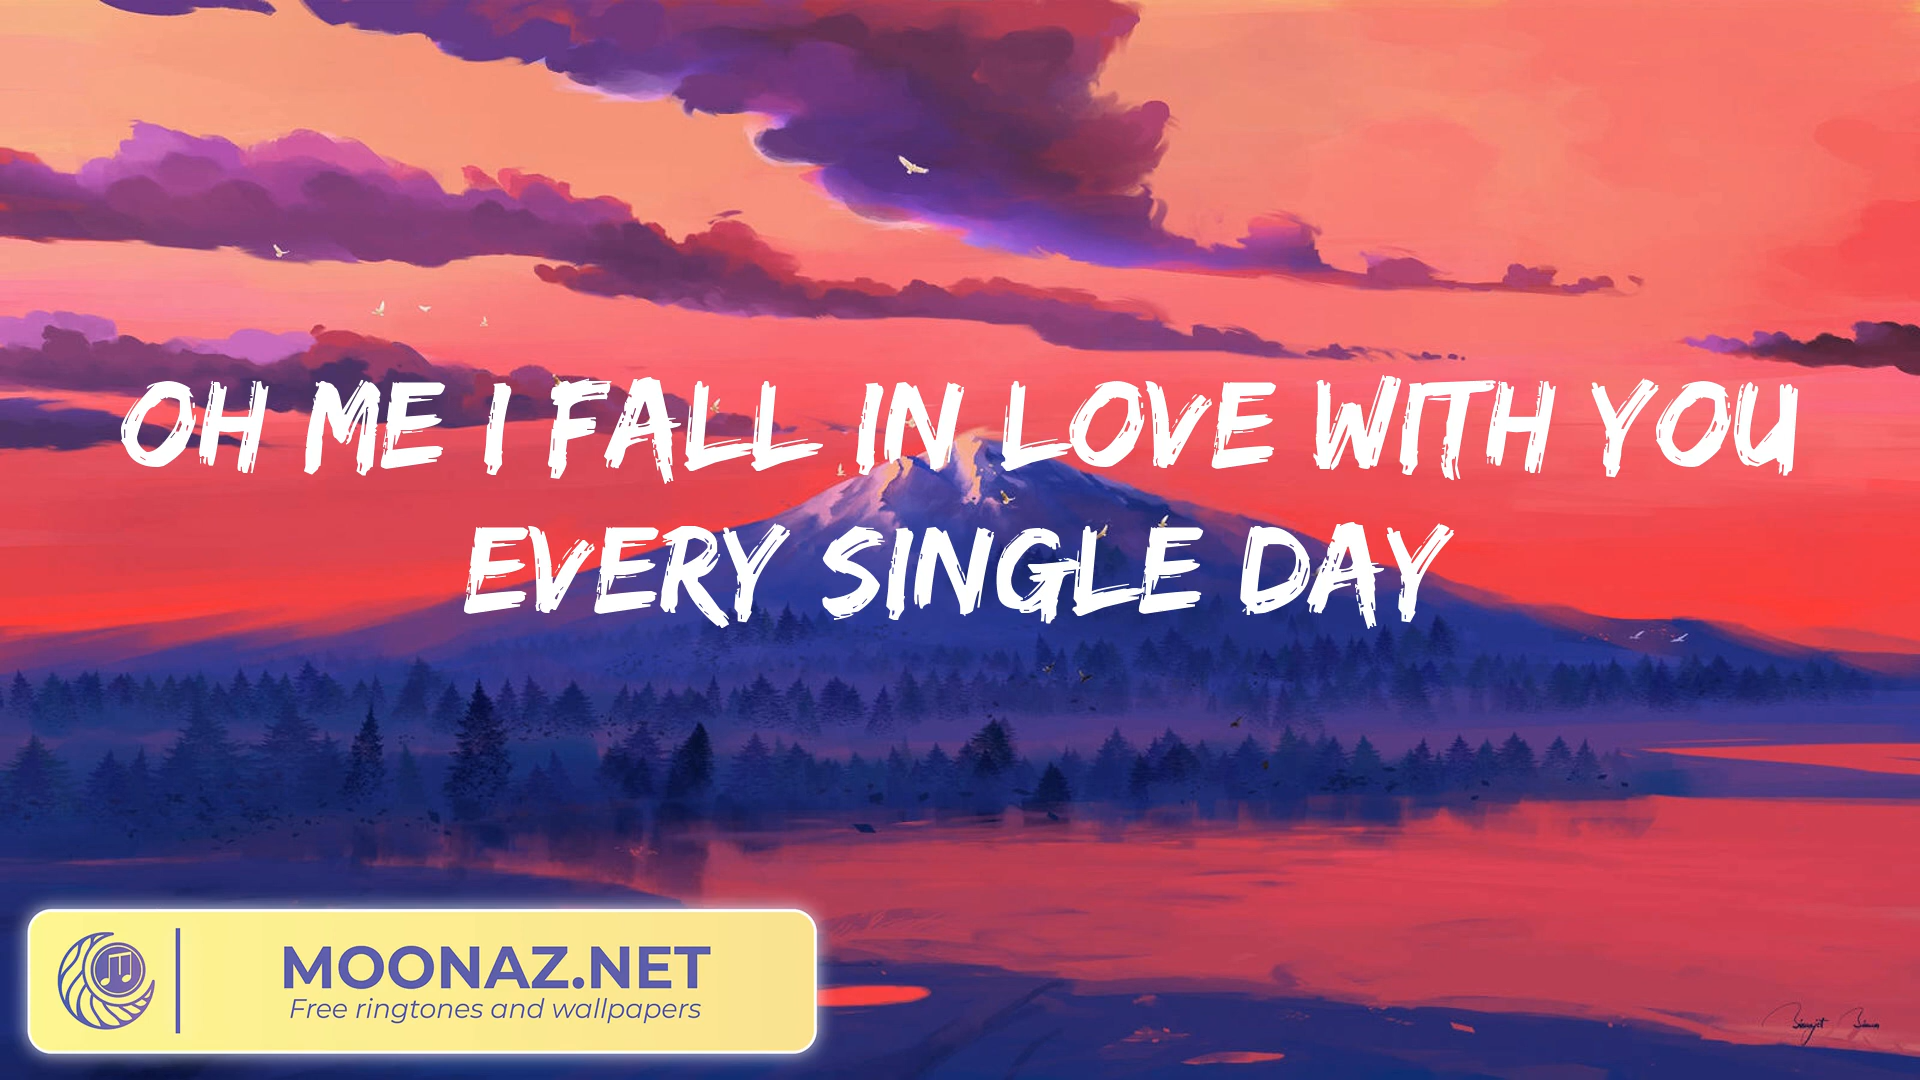 OH ME I FALL IN LOVE WITH YOU
EVERY SINGLE DAY
MOONAZ.NET
Free ringtones and wallpapers